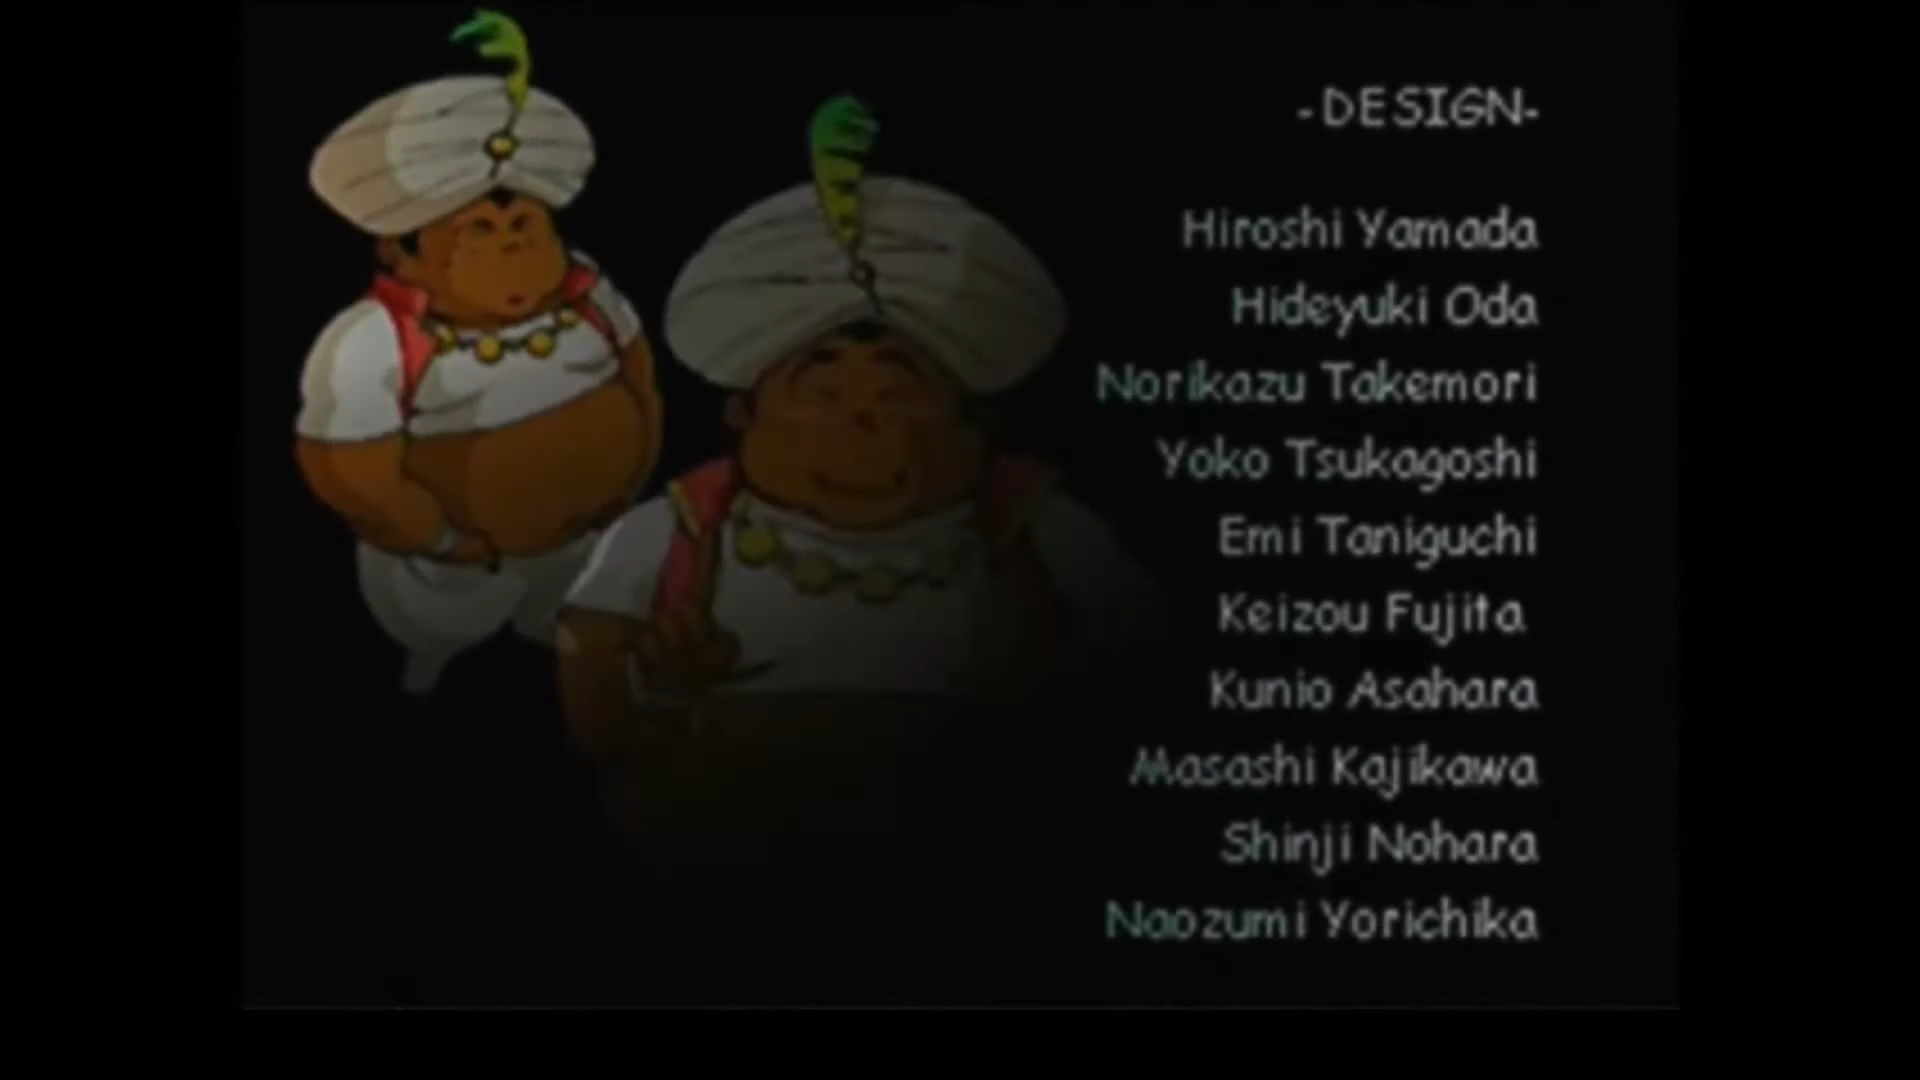 -DESIGN-
Hiroshi Yamada
Hideyuki Oda
Norikazu Takemori
Yoko Tsukagoshi
Emi Taniguchi
Keizou Fujita
Kunio Asahara
Masashi Kajikawa
Shinji Nohara
Naozumi Yorichika